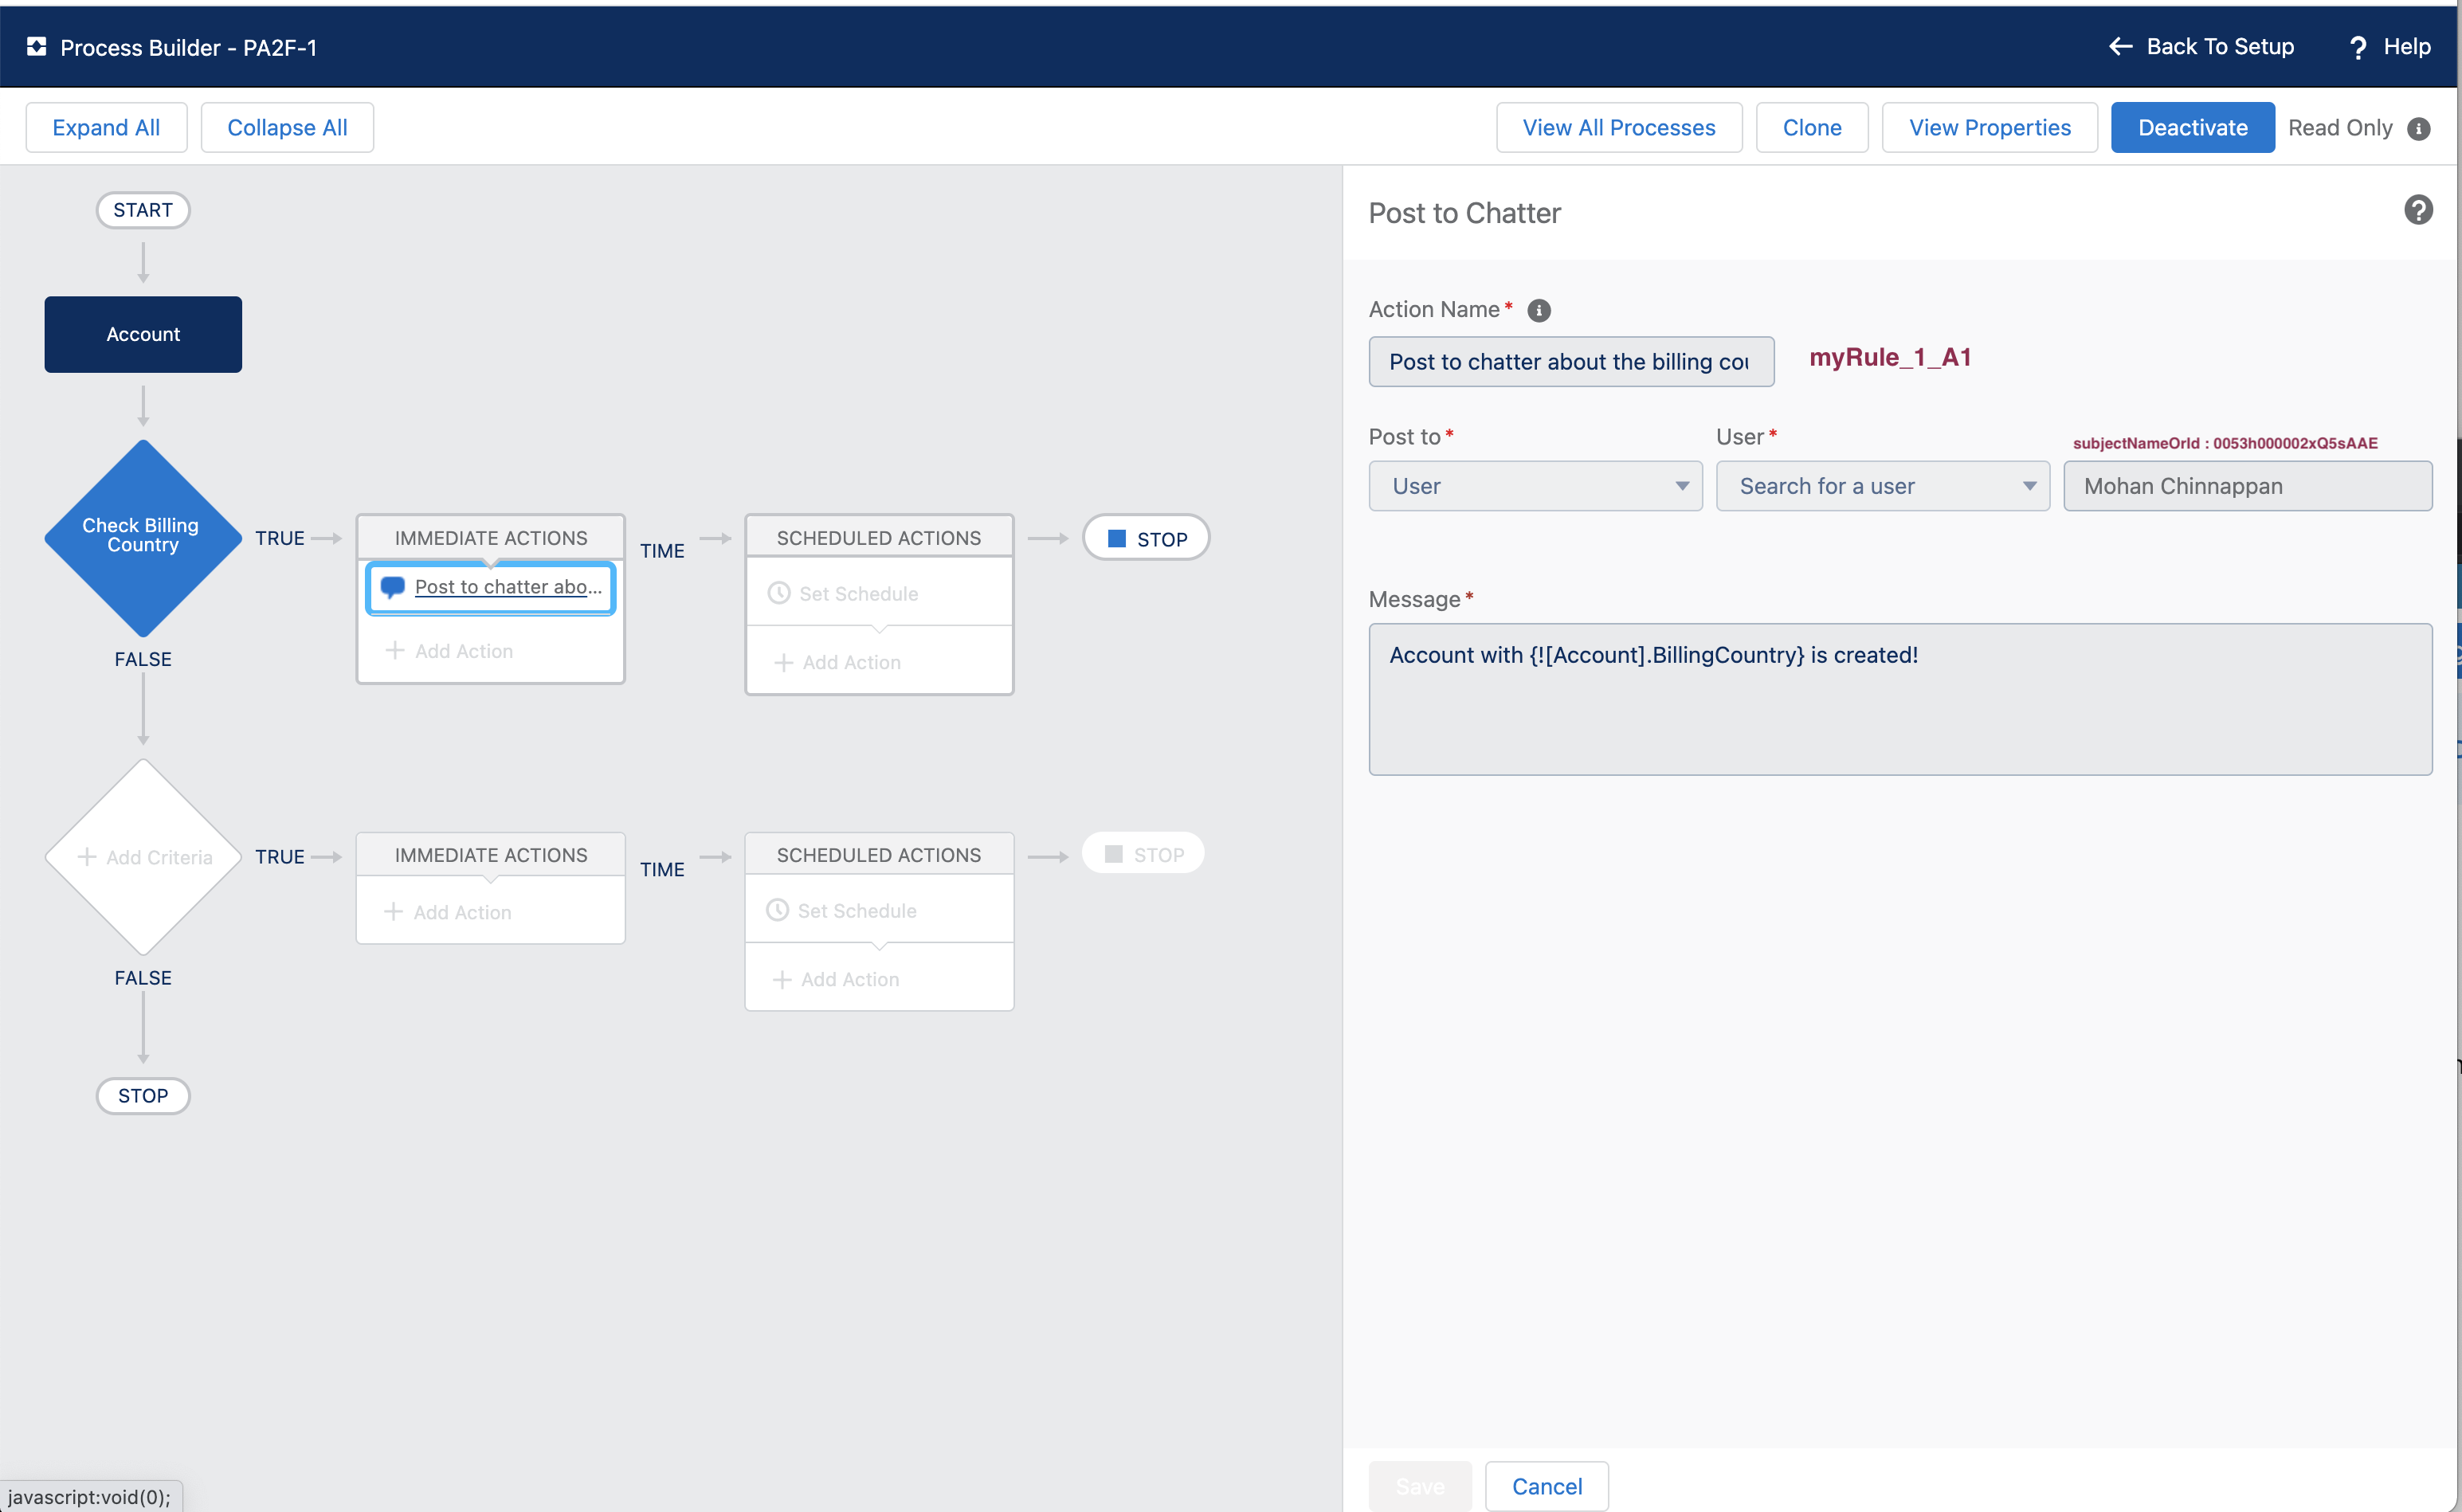 Process Builder - PA2F-1
Back To Setup
Help
Expand All
Collapse All
View All Processes
Clone
View Properties
Deactivate
Read Only
START
Account
Check Billing
Country
TRUE
IMMEDIATE ACTIONS
Post to chatter abo...
Add Action
TIME
SCHEDULED ACTIONS
Set Schedule
Add Action
STOP
FALSE
Add Criteria
TRUE
IMMEDIATE ACTIONS
Add Action
TIME
SCHEDULED ACTIONS
Set Schedule
Add Action
STOP
FALSE
STOP
javascript:void(0);
Post to Chatter
Action Name*
Post to chatter about the billing cou
myRule_1_A1
Post to*
User
User*
Search for a user
subjectNameOrId : 0053h000002xQ5sAAE
Mohan Chinnappan
Message*
Account with {![Account].BillingCountry} is created!
Save
Cancel